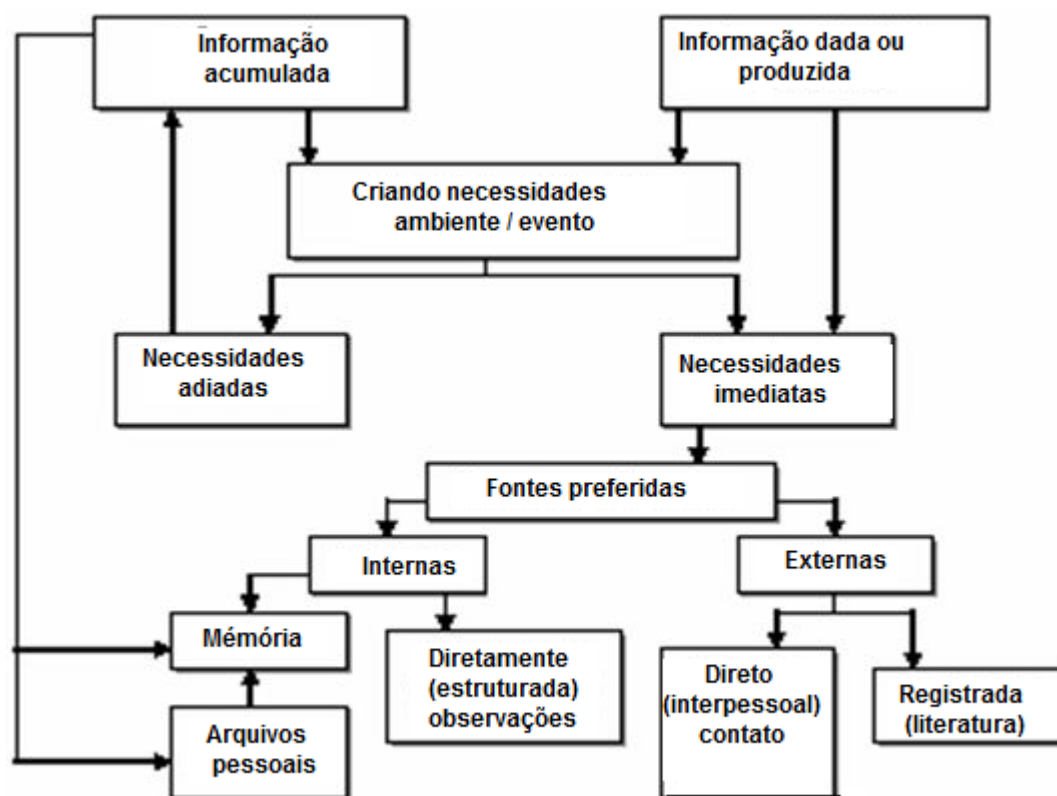 Informação
acumulada
Informação dada ou
produzida
Criando necessidades
ambiente / evento
Necessidades
adiadas
Necessidades
imediatas
Fontes preferidas
Internas
Externas
Mémória
Diretamente
(estruturada)
observações
Direto
(interpessoal)
contato
Registrada
(literatura)
Arquivos
pessoais